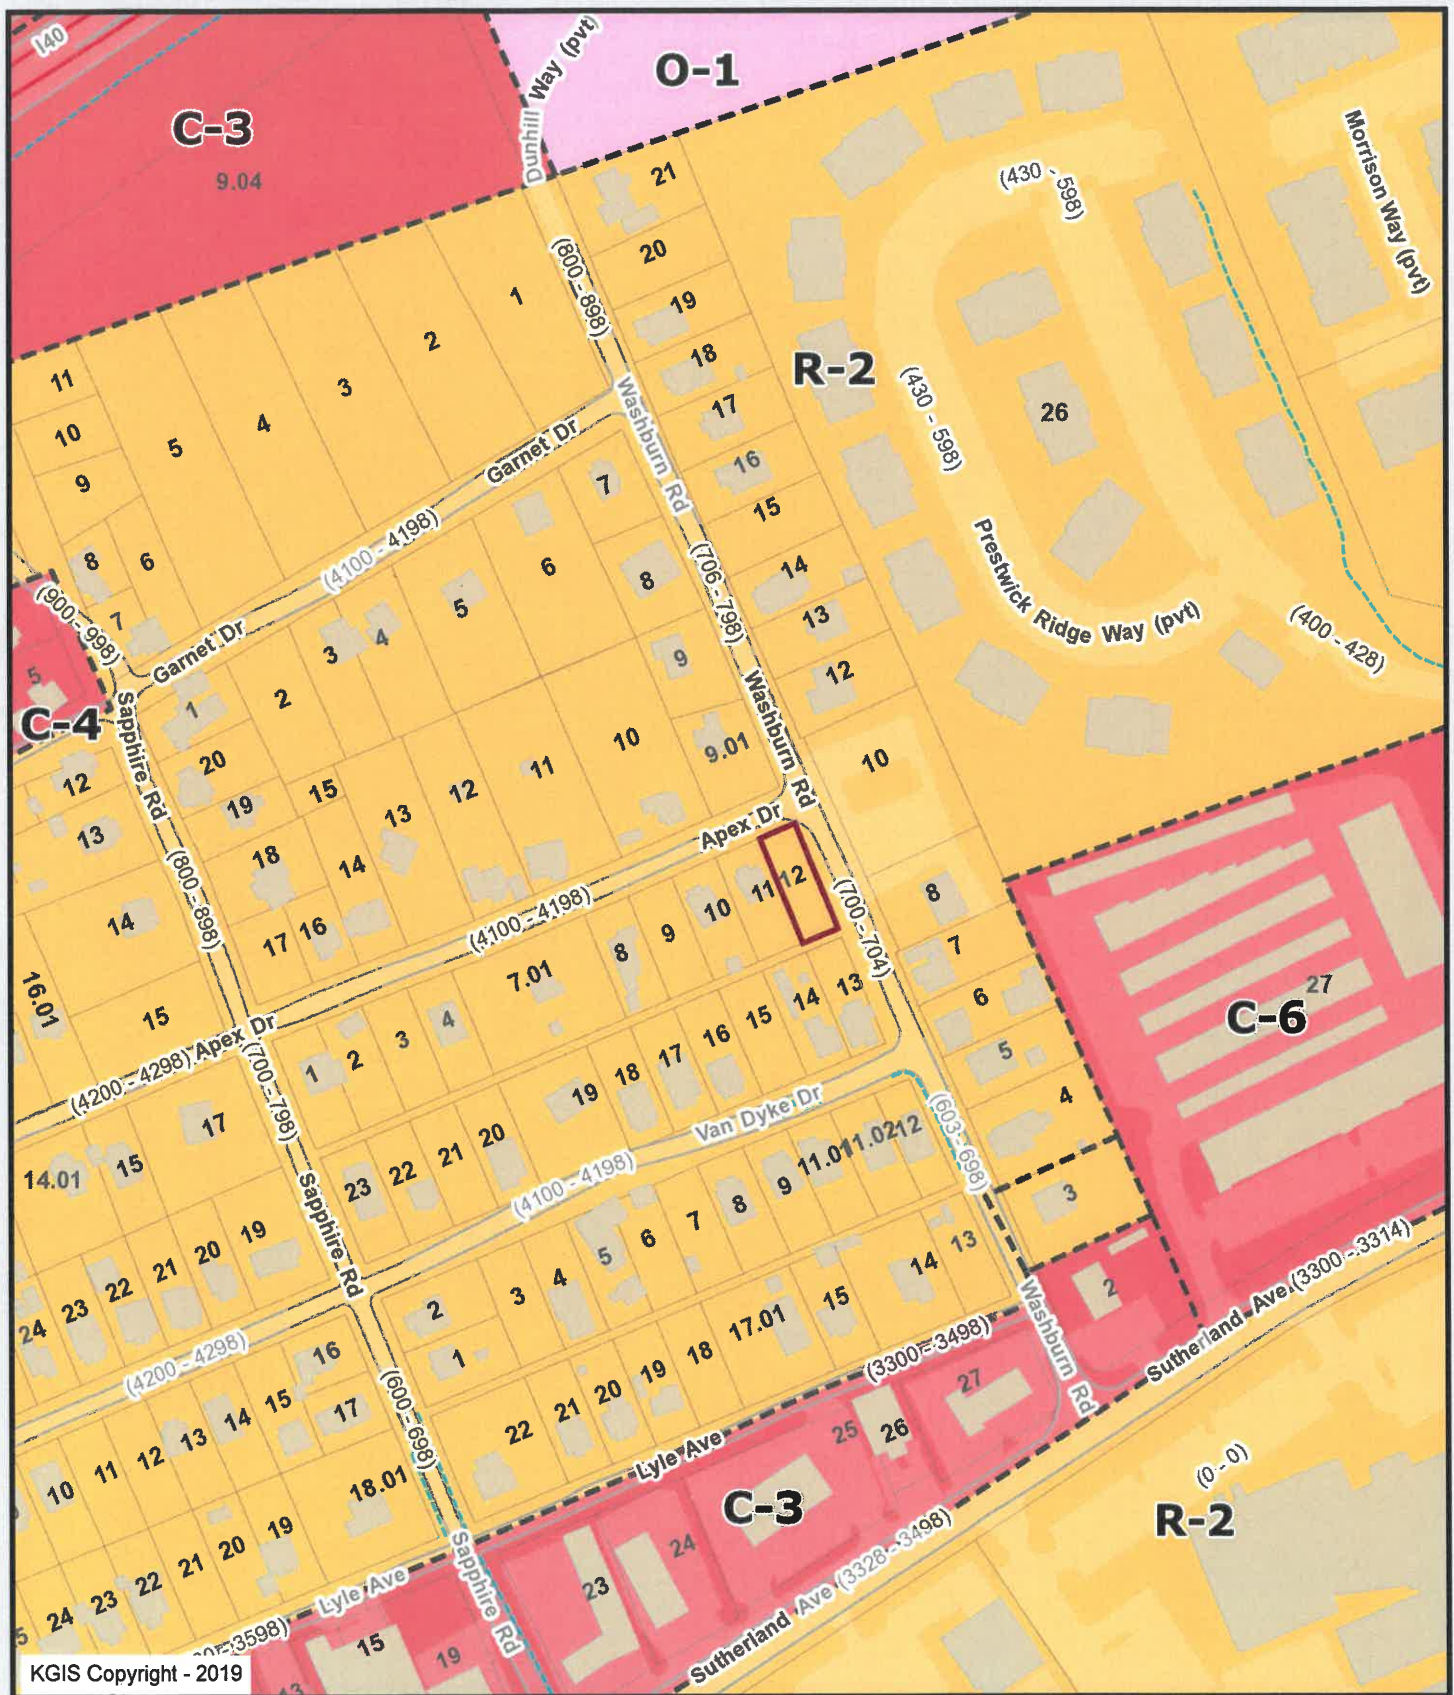 I40
Dunhill Way (pvt)
O-1
C-3
9.04
Morrison Way (pvt)
21
(430 - 598)
20
(800 - 898)
1
19
2
18
R-2
11
3
17
(430 - 598)
26
10
4
Washburn Rd
5
Garnet Dr
16
9
7
15
(4100 - 4198)
8
6
6
8
(706 - 798)
14
Prestwick Ridge Way (pvt)
(900 - 998)
7
5
13
(400 - 428)
Garnet Dr
3
4
9
12
5
1
2
Washburn Rd
C-4
Sapphire Rd
10
9.01
10
12
20
11
15
12
19
13
13
Apex Dr
18
14
12
11
(800 - 898)
(4100 - 4198)
10
(700 - 704)
8
14
17
16
9
8
7
16.01
7.01
15
14
13
6
27
15
4
C-6
Apex Dr
3
16
(4200 - 4298)
2
17
5
1
18
(700 - 798)
19
4
17
Van Dyke Dr
(603 - 698)
20
12
11.02
11.01
21
15
22
14.01
23
(4100 - 4198)
9
3
8
Sapphire Rd
7
19
6
13
20
5
14
21
4
2
(3300 - 3314)
22
3
15
23
2
17.01
Sutherland Ave
24
18
Washburn Rd
(3300 - 3498)
16
1
19
(4200 - 4298)
20
27
15
17
(600 - 698)
21
14
22
25
26
13
Lyle Ave
12
(0 - 0)
11
18.01
10
C-3
R-2
19
20
24
(3328 - 3498)
21
22
Lyle Ave
23
23
Sapphire Rd
24
Sutherland Ave
15
19
KGIS Copyright - 2019
13